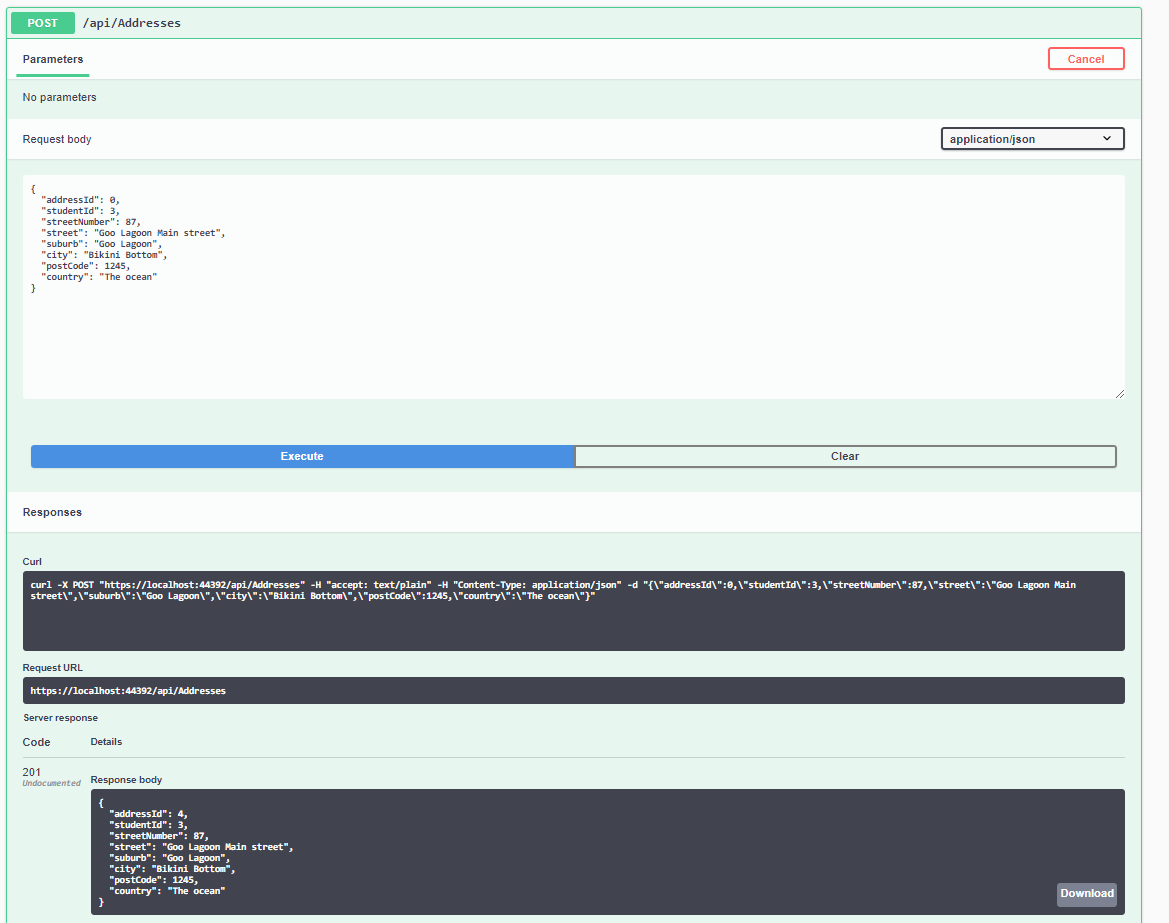 POST /api/Addresses
Parameters
Cancel
No parameters
Request body
application/json
{
  "addressId": 0,
  "studentId": 3,
  "streetNumber": 87,
  "street": "Goo Lagoon Main street",
  "suburb": "Goo Lagoon",
  "city": "Bikini Bottom",
  "postCode": 1245,
  "country": "The ocean"
}
Execute
Clear
Responses
Curl
curl -X POST "https://localhost:44392/api/Addresses" -H "accept: text/plain" -H "Content-Type: application/json" -d "{\"addressId\":0,\"studentId\":3,\"streetNumber\":87,\"street\":\"Goo Lagoon Main
street\",\"suburb\":\"Goo Lagoon\",\"city\":\"Bikini Bottom\",\"postCode\":1245,\"country\":\"The ocean\"}"
Request URL
https://localhost:44392/api/Addresses
Server response
Code Details
201
Undocumented
Response body
{
  "addressId": 4,
  "studentId": 3,
  "streetNumber": 87,
  "street": "Goo Lagoon Main street",
  "suburb": "Goo Lagoon",
  "city": "Bikini Bottom",
  "postCode": 1245,
  "country": "The ocean"
}
Download